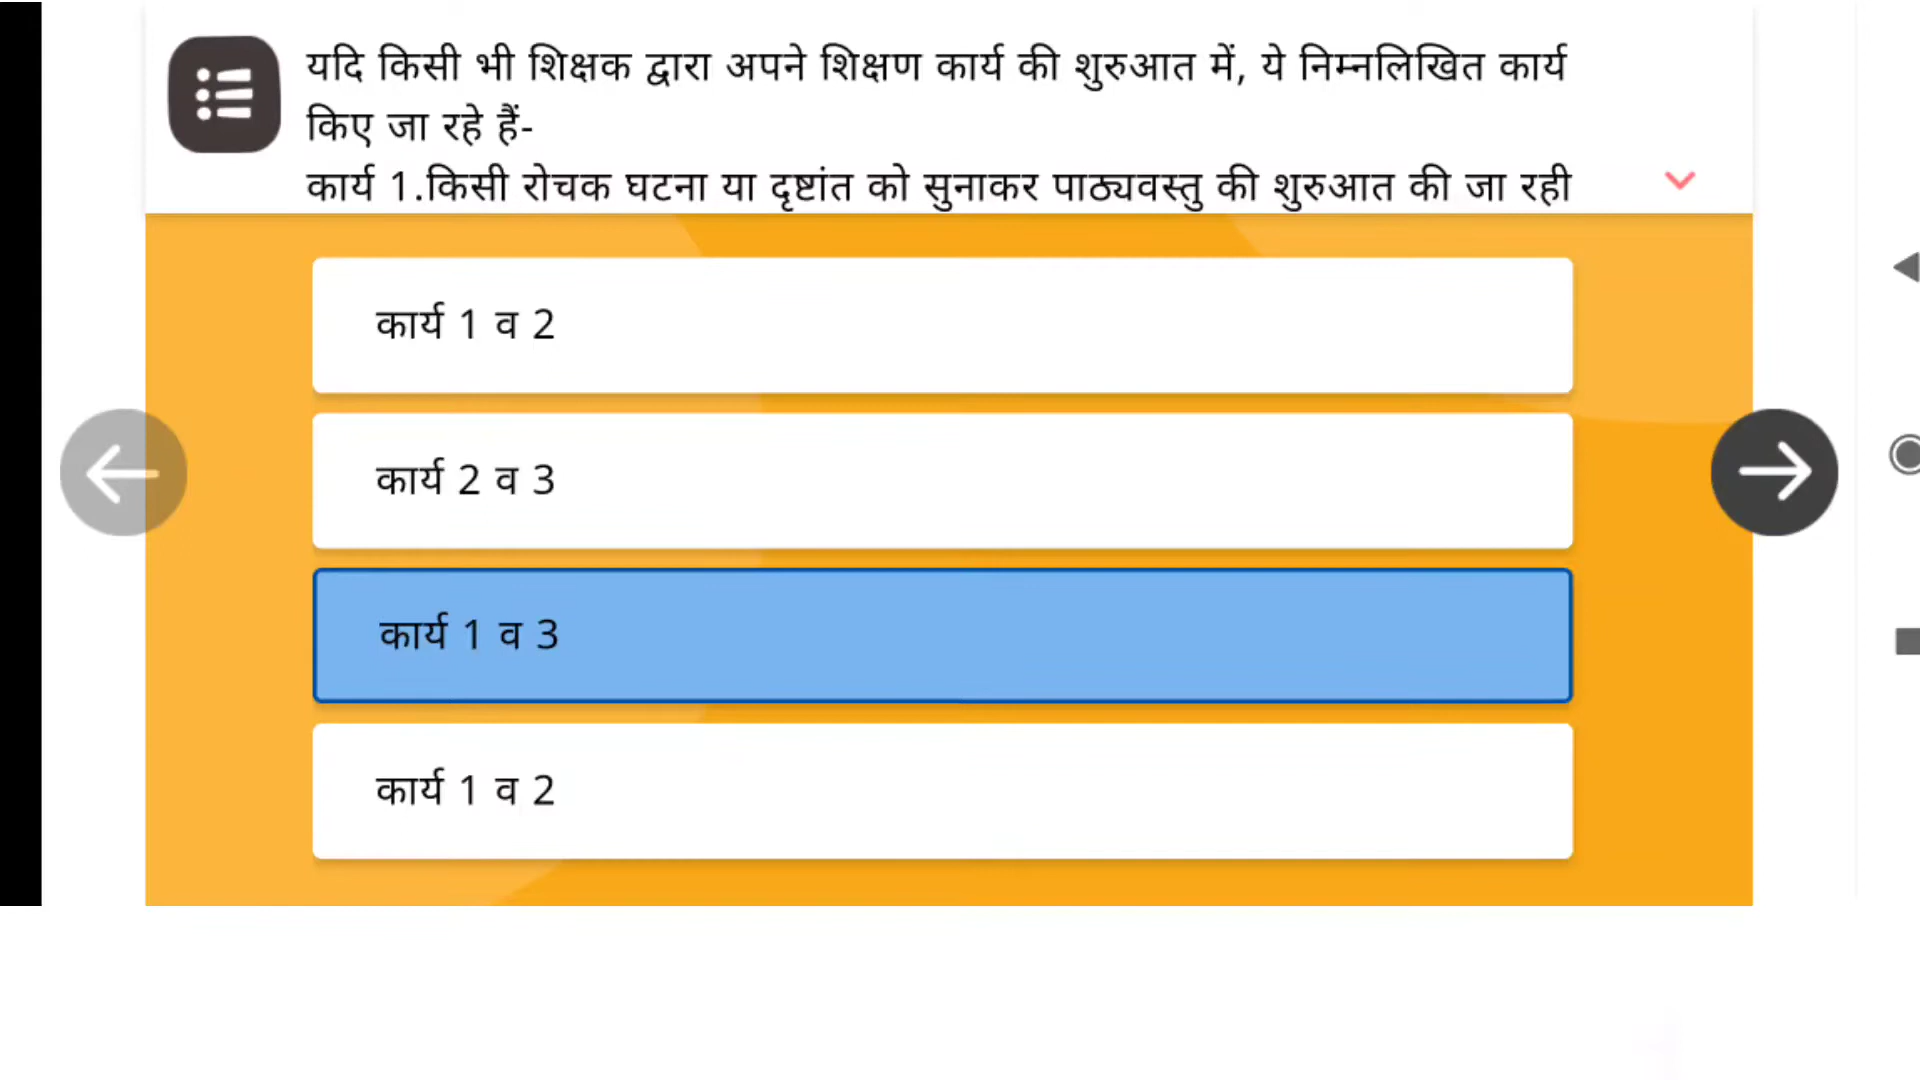 यदि किसी भी शिक्षक द्वारा अपने शिक्षण कार्य की शुरुआत में, ये निम्नलिखित कार्य
किए जा रहे हैं-
कार्य 1.किसी रोचक घटना या दृष्टांत को सुनाकर पाठ्यवस्तु की शुरुआत की जा रही
कार्य 1 व 2
कार्य 2 व 3
कार्य 1 व 3
कार्य 1 व 2